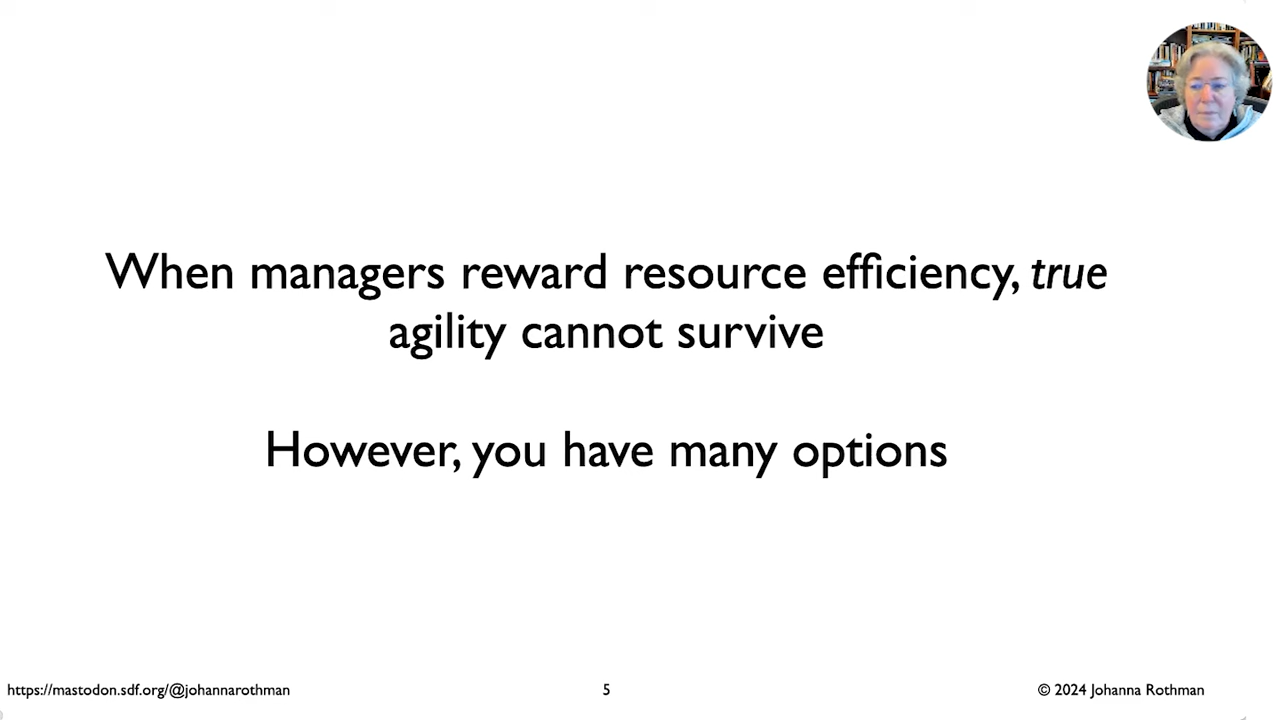 When managers reward resource efficiency, true
agility cannot survive
However, you have many options
https://mastodon.sdf.org/@johannarothman
5
© 2024 Johanna Rothman